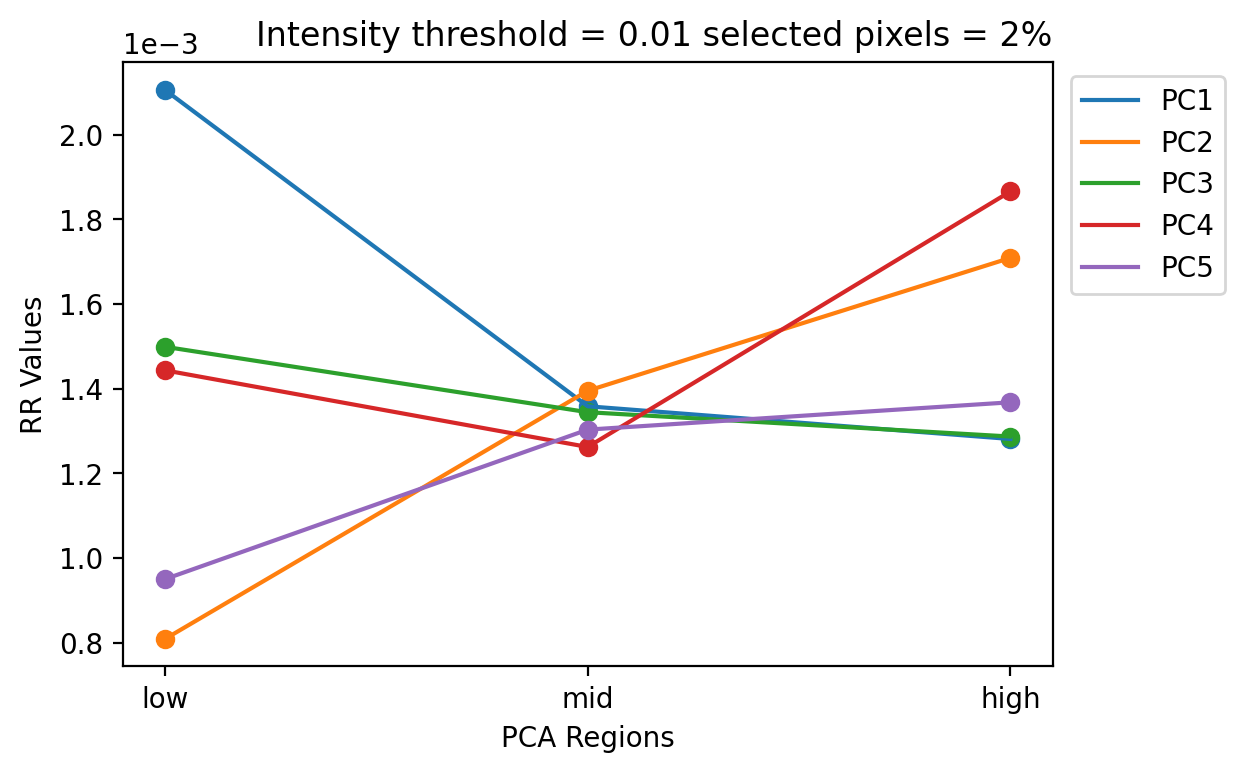 Intensity threshold = 0.01 selected pixels = 2%
1e−3
2.0
1.8
1.6
1.4
1.2
1.0
0.8
RR Values
low
mid
high
PCA Regions
PC1
PC2
PC3
PC4
PC5